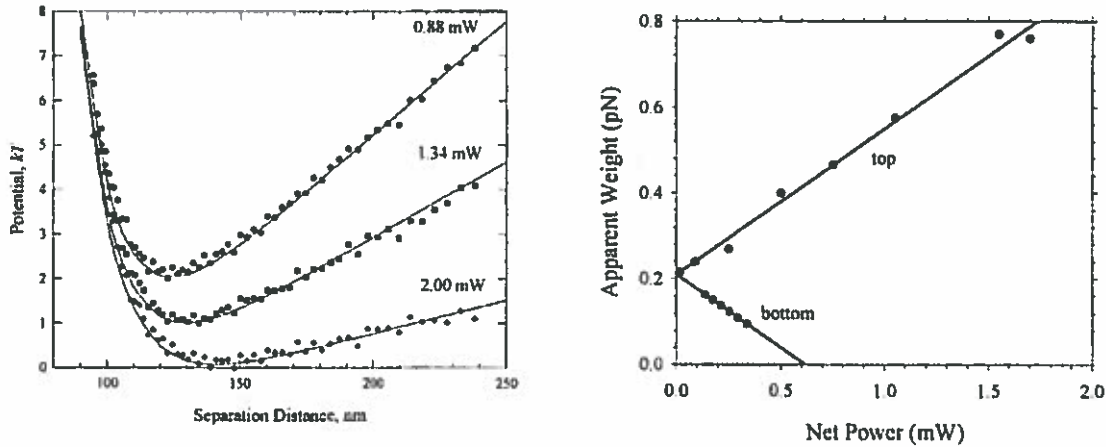 0.88 mW
1.34 mW
2.00 mW
Potential, kT
8
7
6
5
4
3
2
1
0
100
150
200
250
Separation Distance, nm
Apparent Weight (pN)
0.8
0.6
0.4
0.2
0.0
top
bottom
0.0
0.5
1.0
1.5
2.0
Net Power (mW)